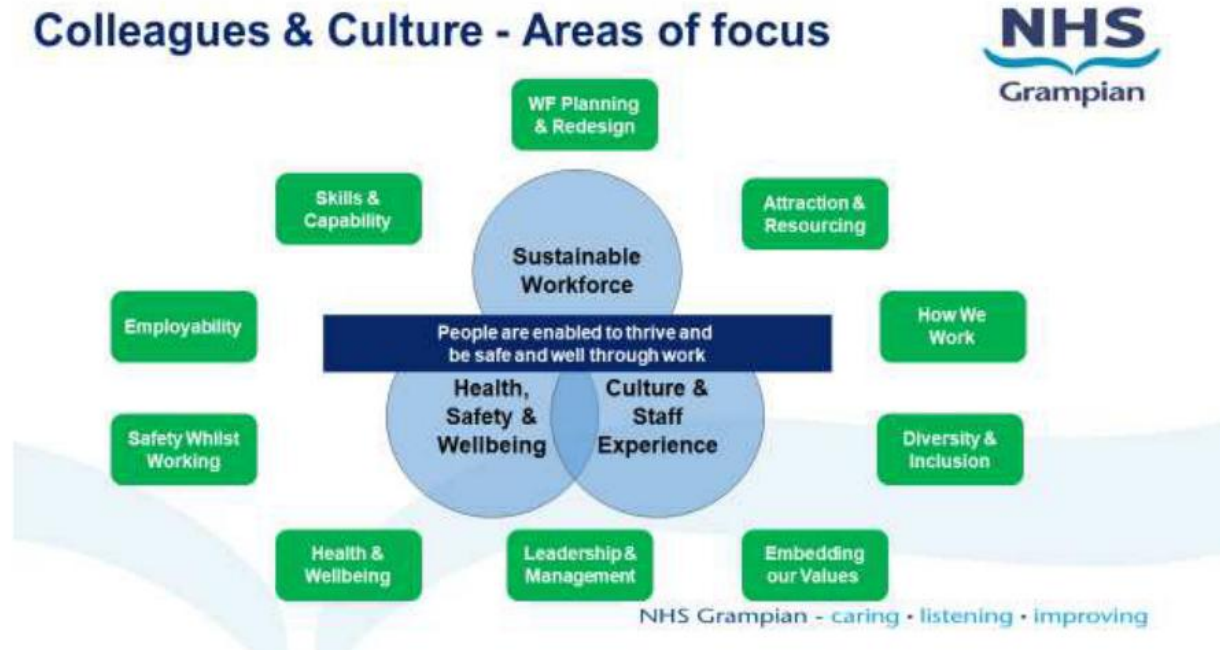 Colleagues & Culture - Areas of focus
NHS
Grampian
WF Planning
& Redesign
Skills &
Capability
Attraction &
Resourcing
Sustainable
Workforce
Employability
People are enabled to thrive and
be safe and well through work
How We
Work
Health,
Safety &
Wellbeing
Culture &
Staff
Experience
Safety Whilst
Working
Diversity &
Inclusion
Health &
Wellbeing
Leadership &
Management
Embedding
our Values
NHS Grampian - caring • listening • improving